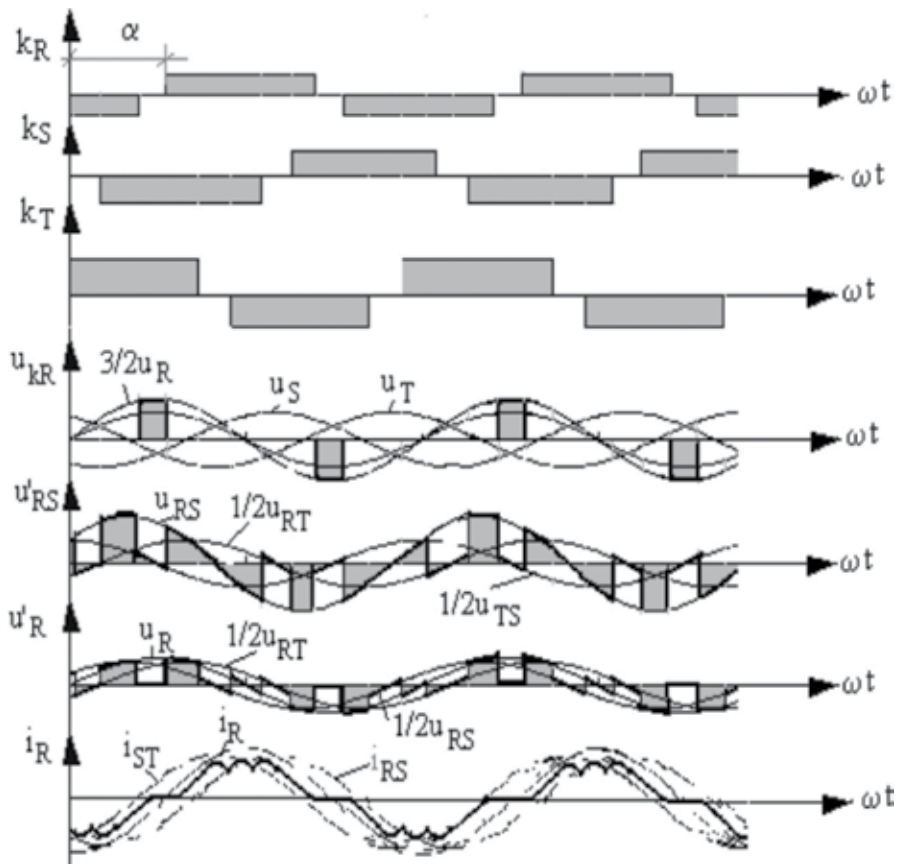 k_R
α
ωt
k_S
ωt
k_T
ωt
u_kR
3/2u_R
u_S
u_T
ωt
u'_RS
u_RS
1/2u_RT
ωt
1/2u_TS
u'_R
u_R
1/2u_RT
ωt
1/2u_RS
i_R
i_ST
i_R
i_RS
ωt